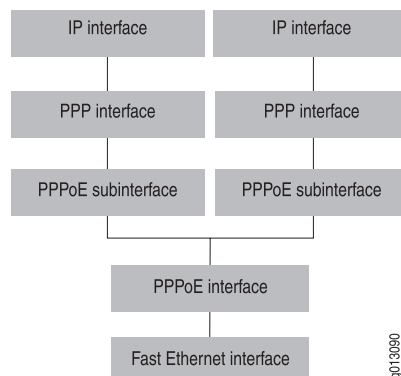 IP interface
IP interface
PPP interface
PPP interface
PPPoE subinterface
PPPoE subinterface
PPPoE interface
Fast Ethernet interface
g013090